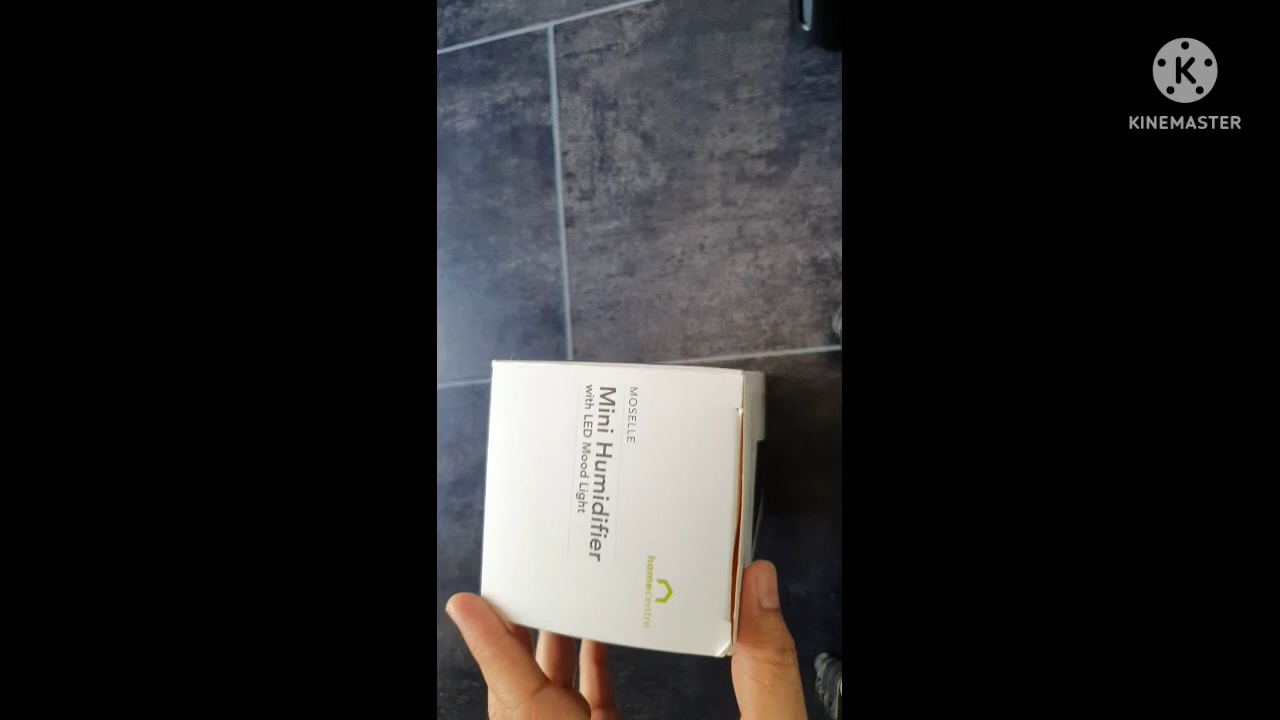 MOSELLE
Mini Humidifier
with LED Mood Light
homecentre
K
KINEMASTER